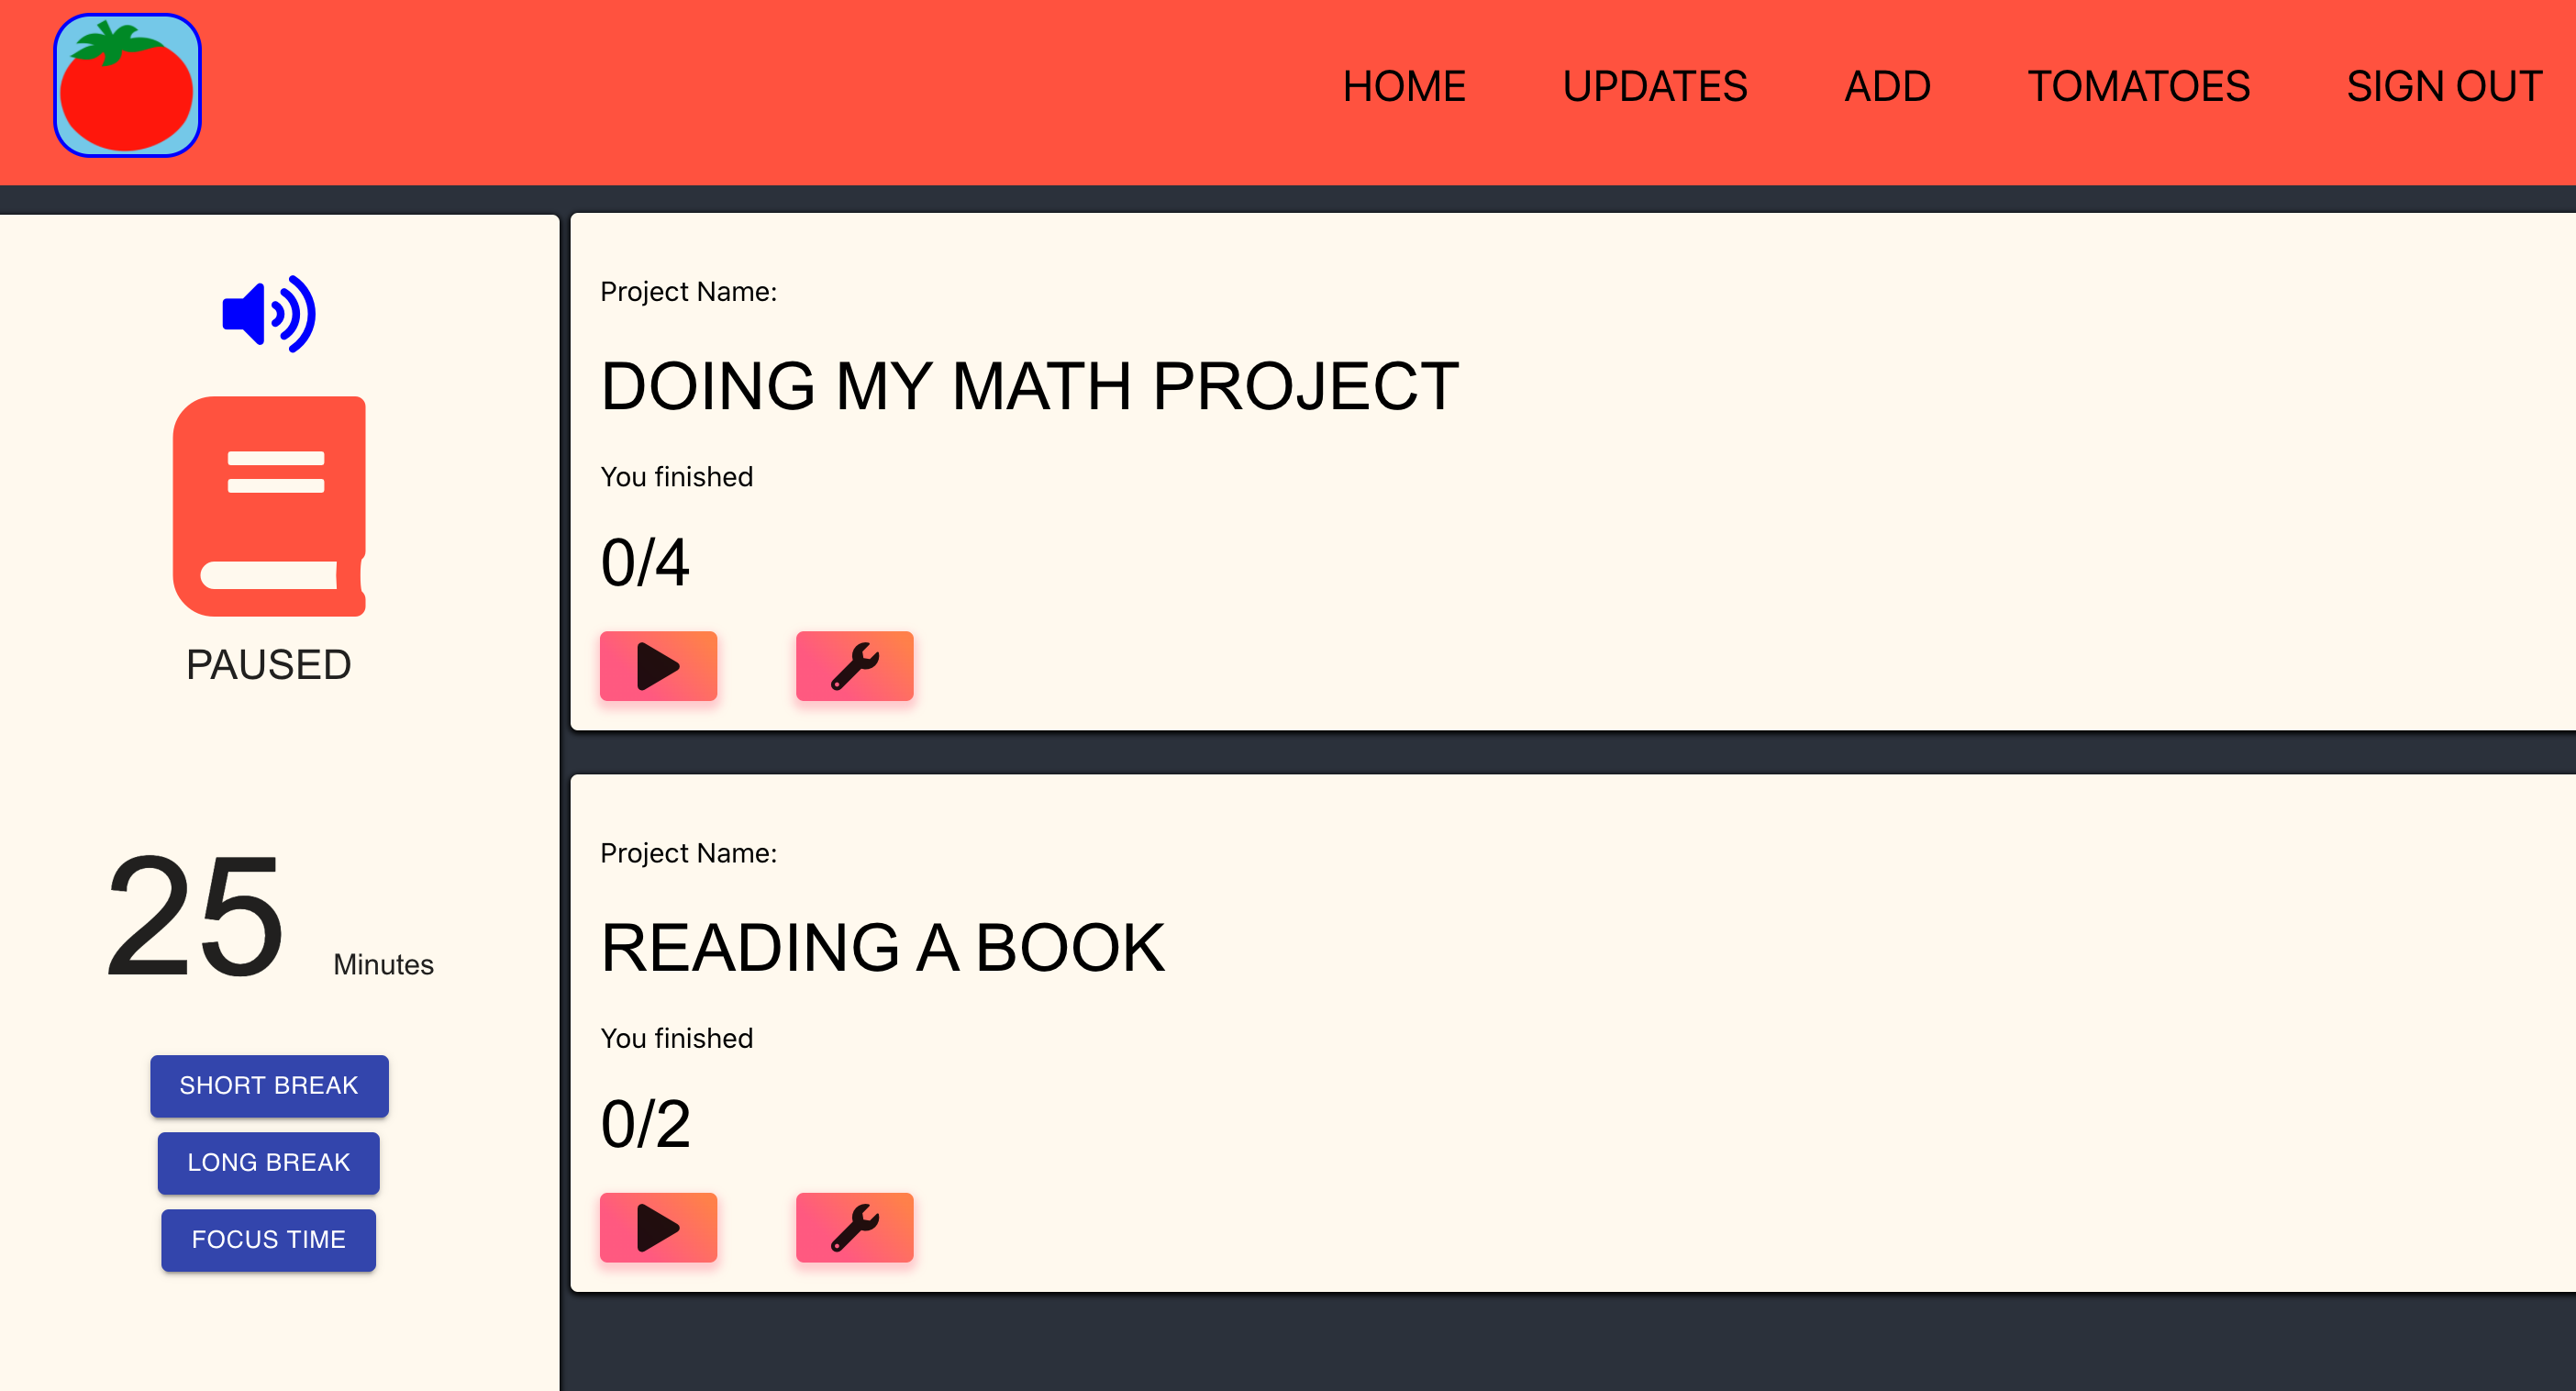 HOME UPDATES ADD TOMATOES SIGN OUT
PAUSED
25 Minutes
SHORT BREAK
LONG BREAK
FOCUS TIME
Project Name:
DOING MY MATH PROJECT
You finished
0/4
Project Name:
READING A BOOK
You finished
0/2